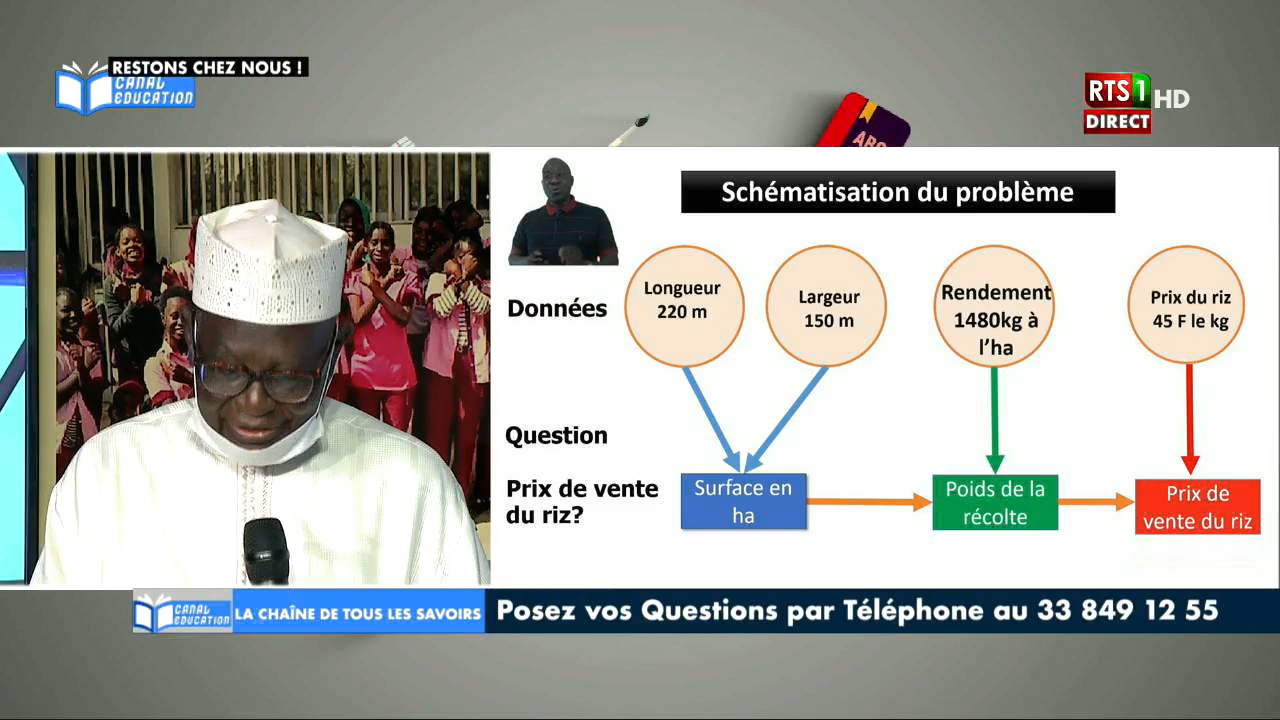 RESTONS CHEZ NOUS !
CANAL
EDUCATION
RTS1 HD
DIRECT
ABC
Schématisation du problème
Données
Longueur
220 m
Largeur
150 m
Rendement
1480kg à
l'ha
Prix du riz
45 F le kg
Question
Prix de vente
du riz?
Surface en
ha
Poids de la
récolte
Prix de
vente du riz
CANAL
EDUCATION
LA CHAÎNE DE TOUS LES SAVOIRS
Posez vos Questions par Téléphone au 33 849 12 55